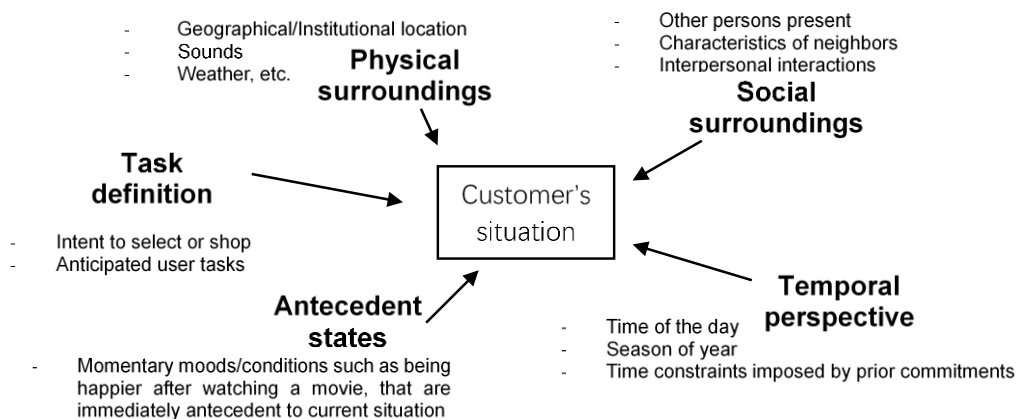 - Geographical/Institutional location
- Sounds
- Weather, etc.
Physical
surroundings
- Other persons present
- Characteristics of neighbors
- Interpersonal interactions
Social
surroundings
Task
definition
- Intent to select or shop
- Anticipated user tasks
Customer's
situation
Antecedent
states
- Momentary moods/conditions such as being
happier after watching a movie, that are
immediately antecedent to current situation
Temporal
perspective
- Time of the day
- Season of year
- Time constraints imposed by prior commitments